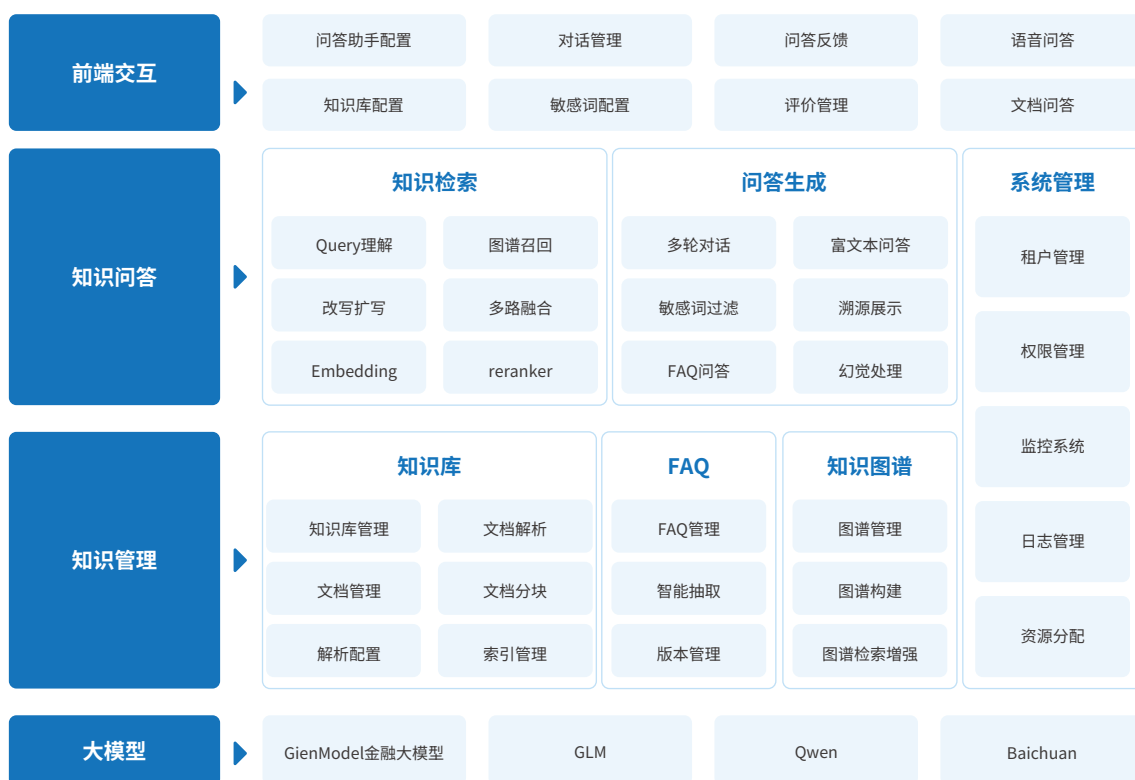 前端交互
问答助手配置
对话管理
问答反馈
语音问答
知识库配置
敏感词配置
评价管理
文档问答
知识问答
知识检索
Query理解
图谱召回
改写扩写
多路融合
Embedding
reranker
问答生成
多轮对话
富文本问答
敏感词过滤
溯源展示
FAQ问答
幻觉处理
系统管理
租户管理
权限管理
监控系统
日志管理
资源分配
知识管理
知识库
知识库管理
文档解析
文档管理
文档分块
解析配置
索引管理
FAQ
FAQ管理
智能抽取
版本管理
知识图谱
图谱管理
图谱构建
图谱检索增强
大模型
GienModel金融大模型
GLM
Qwen
Baichuan